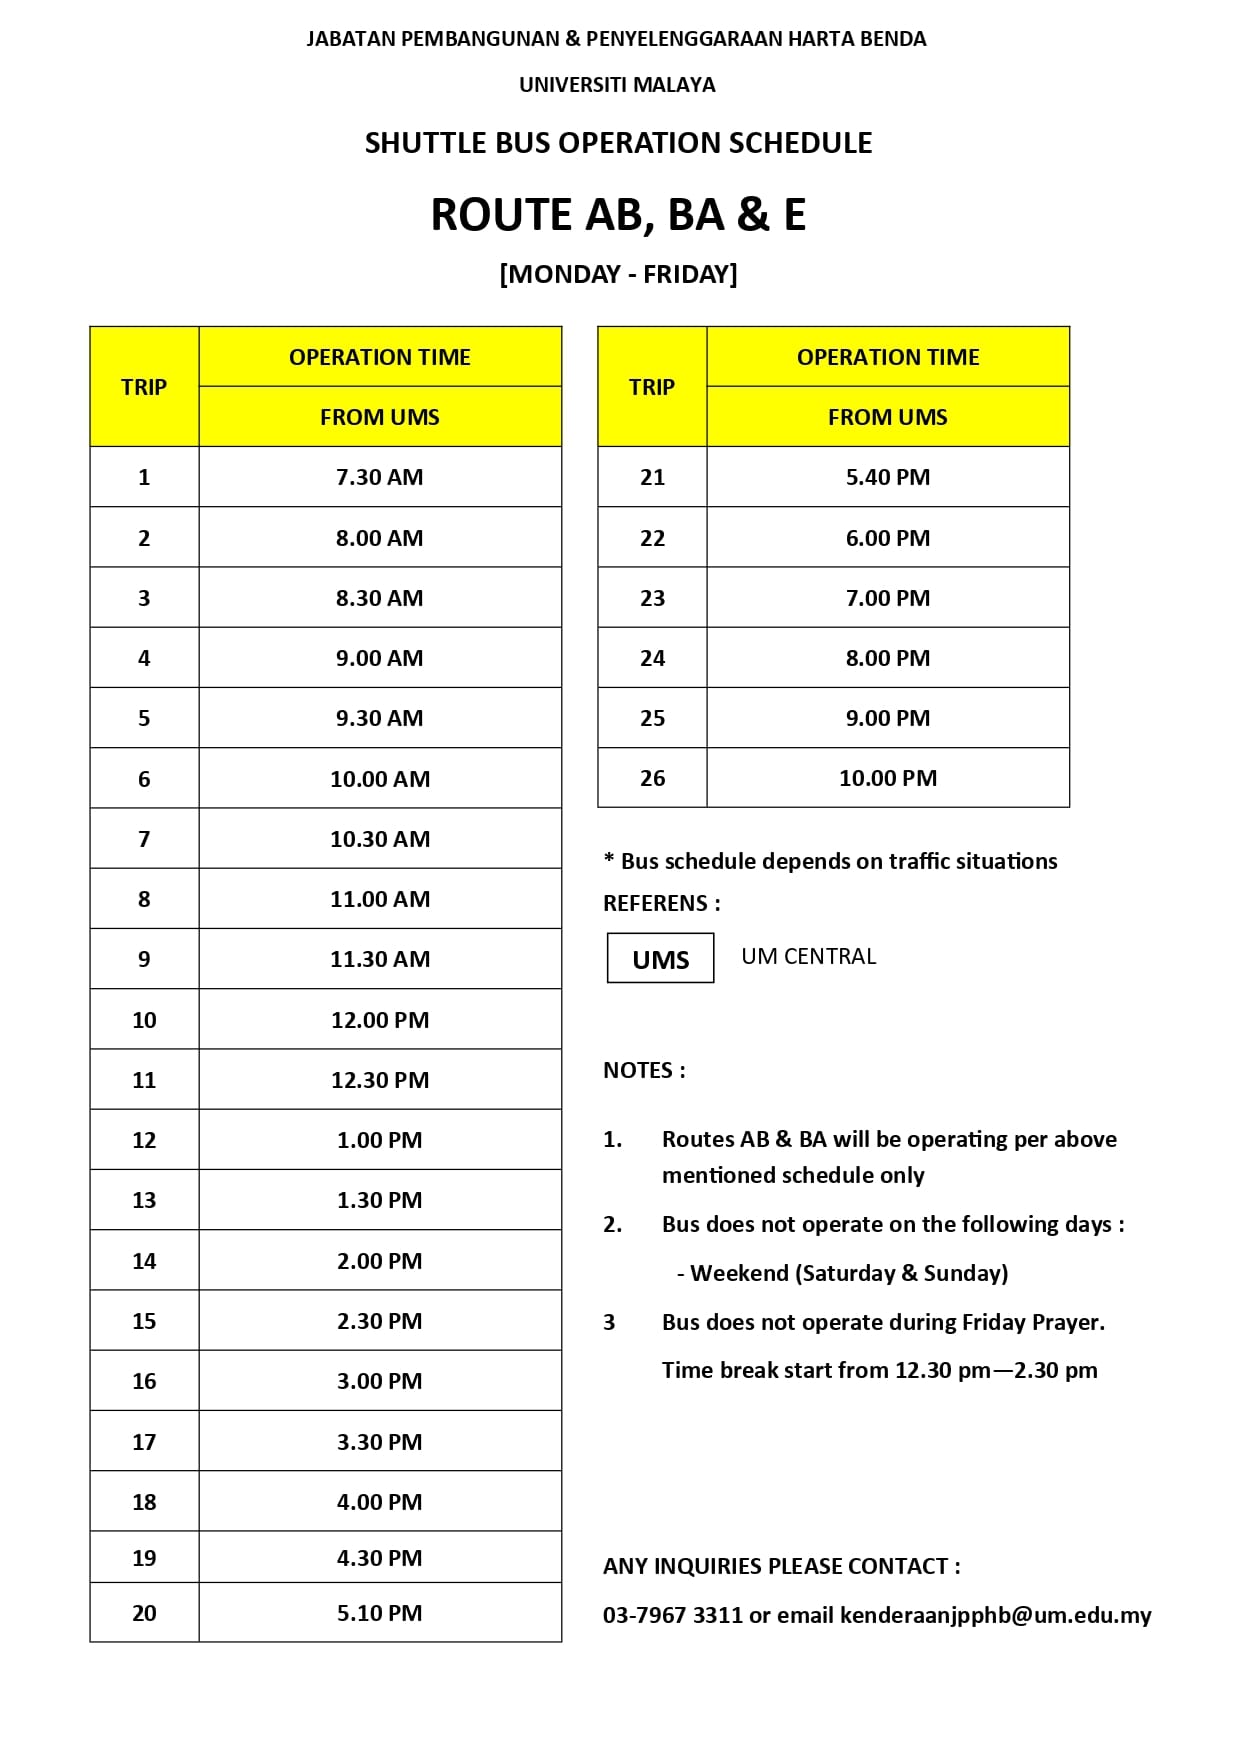 JABATAN PEMBANGUNAN & PENYELENGGARAAN HARTA BENDA
UNIVERSITI MALAYA
SHUTTLE BUS OPERATION SCHEDULE
ROUTE AB, BA & E
[MONDAY - FRIDAY]
TRIP OPERATION TIME
FROM UMS
1 7.30 AM
2 8.00 AM
3 8.30 AM
4 9.00 AM
5 9.30 AM
6 10.00 AM
7 10.30 AM
8 11.00 AM
9 11.30 AM
10 12.00 PM
11 12.30 PM
12 1.00 PM
13 1.30 PM
14 2.00 PM
15 2.30 PM
16 3.00 PM
17 3.30 PM
18 4.00 PM
19 4.30 PM
20 5.10 PM
TRIP OPERATION TIME
FROM UMS
21 5.40 PM
22 6.00 PM
23 7.00 PM
24 8.00 PM
25 9.00 PM
26 10.00 PM
* Bus schedule depends on traffic situations
REFERENS :
UMS UM CENTRAL
NOTES :
1. Routes AB & BA will be operating per above
mentioned schedule only
2. Bus does not operate on the following days :
- Weekend (Saturday & Sunday)
3 Bus does not operate during Friday Prayer.
Time break start from 12.30 pm—2.30 pm
ANY INQUIRIES PLEASE CONTACT :
03-7967 3311 or email kenderaanjpphb@um.edu.my